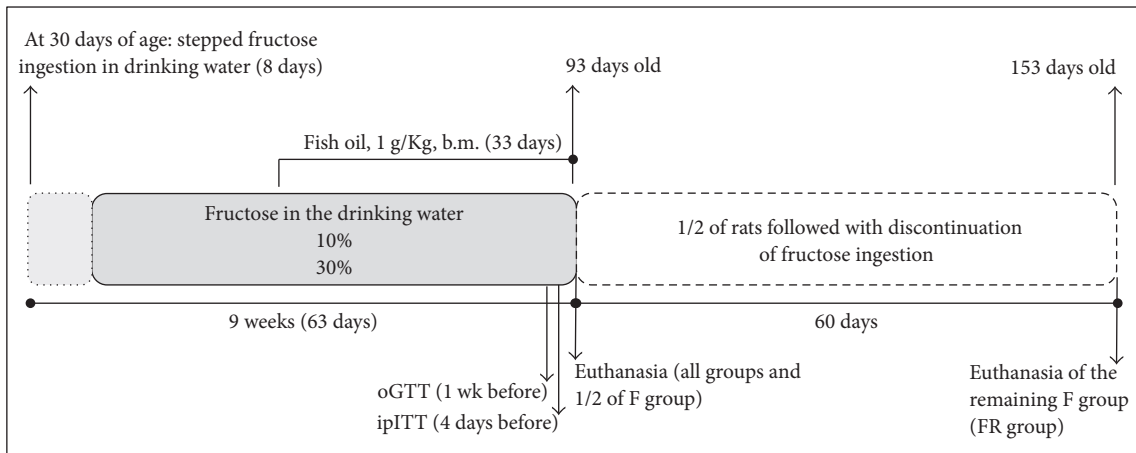 At 30 days of age: stepped fructose
ingestion in drinking water (8 days)
93 days old
153 days old
Fish oil, 1 g/Kg, b.m. (33 days)
Fructose in the drinking water
10%
30%
1/2 of rats followed with discontinuation
of fructose ingestion
9 weeks (63 days)
60 days
oGTT (1 wk before)
ipITT (4 days before)
Euthanasia (all groups and
1/2 of F group)
Euthanasia of the
remaining F group
(FR group)